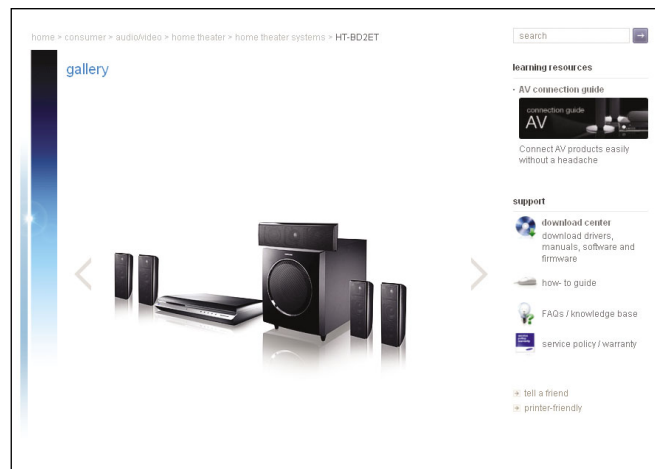 home > consumer > audio/video > home theater > home theater systems > HT-BD2ET
search
gallery
learning resources
AV connection guide
connection guide
AV
Connect AV products easily
without a headache
support
download center
download drivers,
manuals, software and
firmware
how- to guide
FAQs / knowledge base
service policy / warranty
tell a friend
printer-friendly